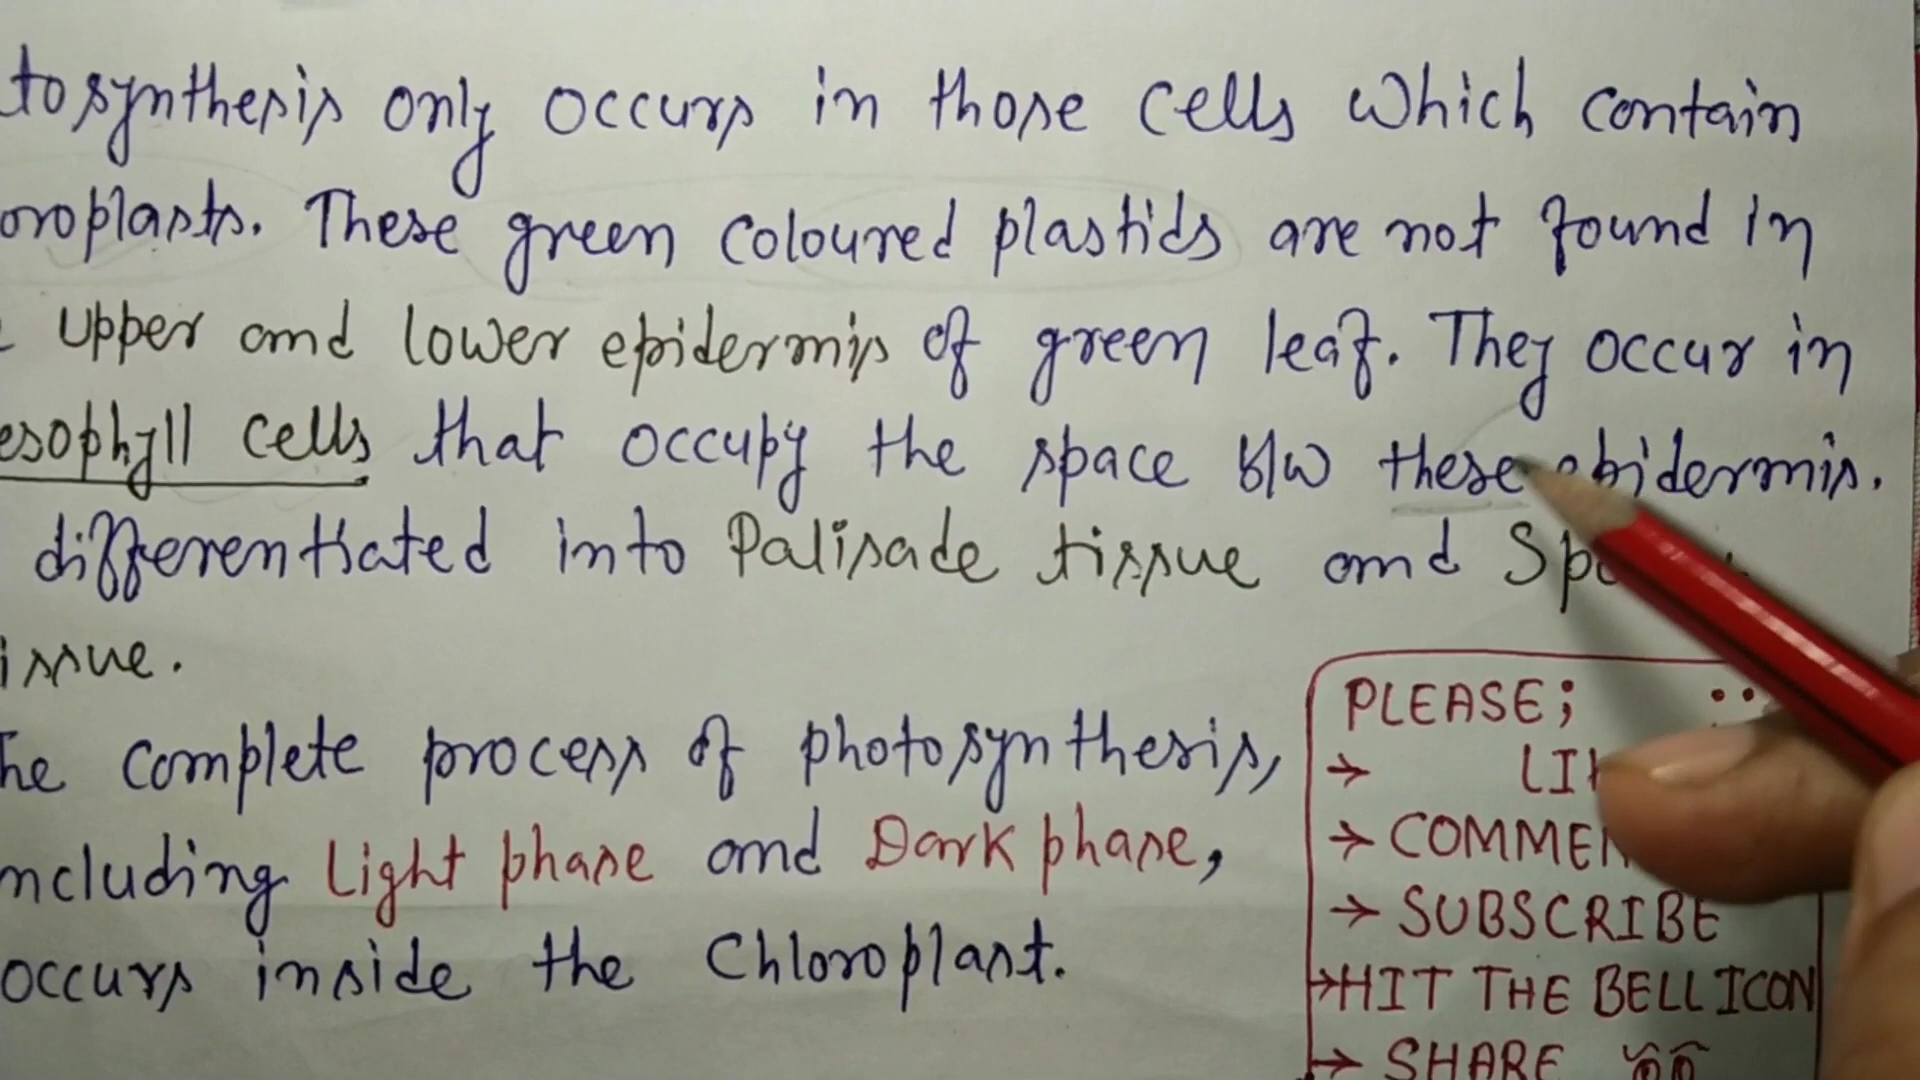 tosynthesis only occurs in those cells which contain
oroplasts. These green coloured plastids are not found in
upper and lower epidermis of green leaf. They occur in
esophyll cells that occupy the space b/w these epidermis.
differentiated into Palisade tissue and Spo
issue.
he complete process of photosynthesis,
ncluding Light phase and Dark phase,
occurs inside the Chloroplast.
PLEASE;
→ LIK
→ COMMEN
→ SUBSCRIBE
→ HIT THE BELL ICON
→ SHARE